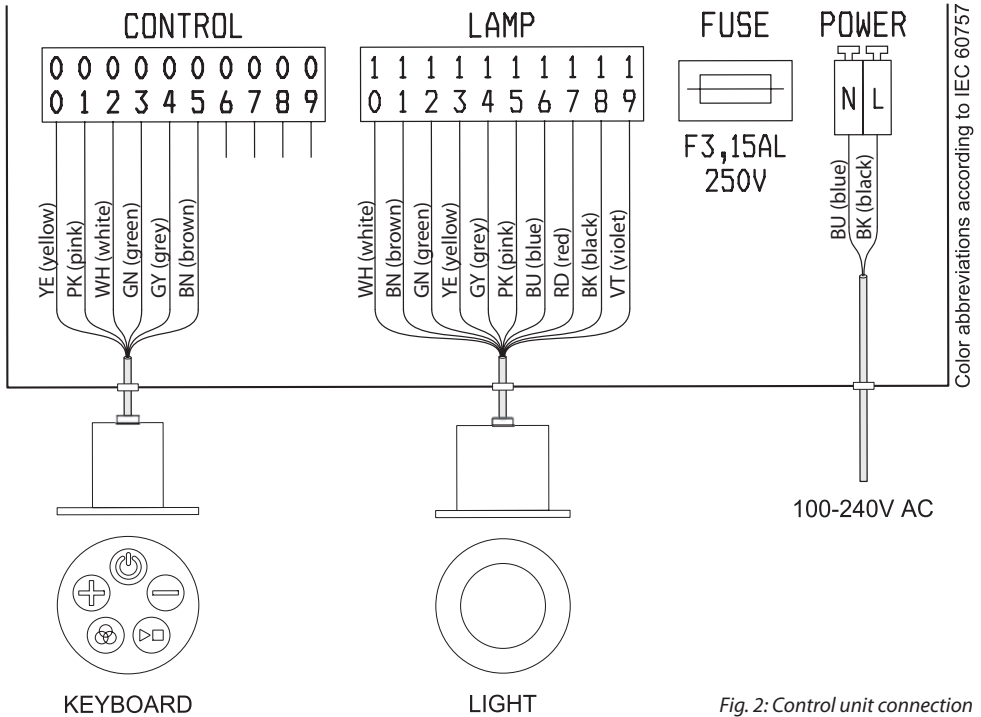 CONTROL
LAMP
FUSE
POWER
0 0 0 0 0 0 0 0 0 0
0 1 2 3 4 5 6 7 8 9
1 1 1 1 1 1 1 1 1 1
0 1 2 3 4 5 6 7 8 9
N L
F3,15AL
250V
YE (yellow)
PK (pink)
WH (white)
GN (green)
GY (grey)
BN (brown)
WH (white)
BN (brown)
GN (green)
YE (yellow)
GY (grey)
PK (pink)
BU (blue)
RD (red)
BK (black)
VT (violet)
BU (blue)
BK (black)
Color abbreviations according to IEC 60757
100-240V AC
KEYBOARD
LIGHT
Fig. 2: Control unit connection